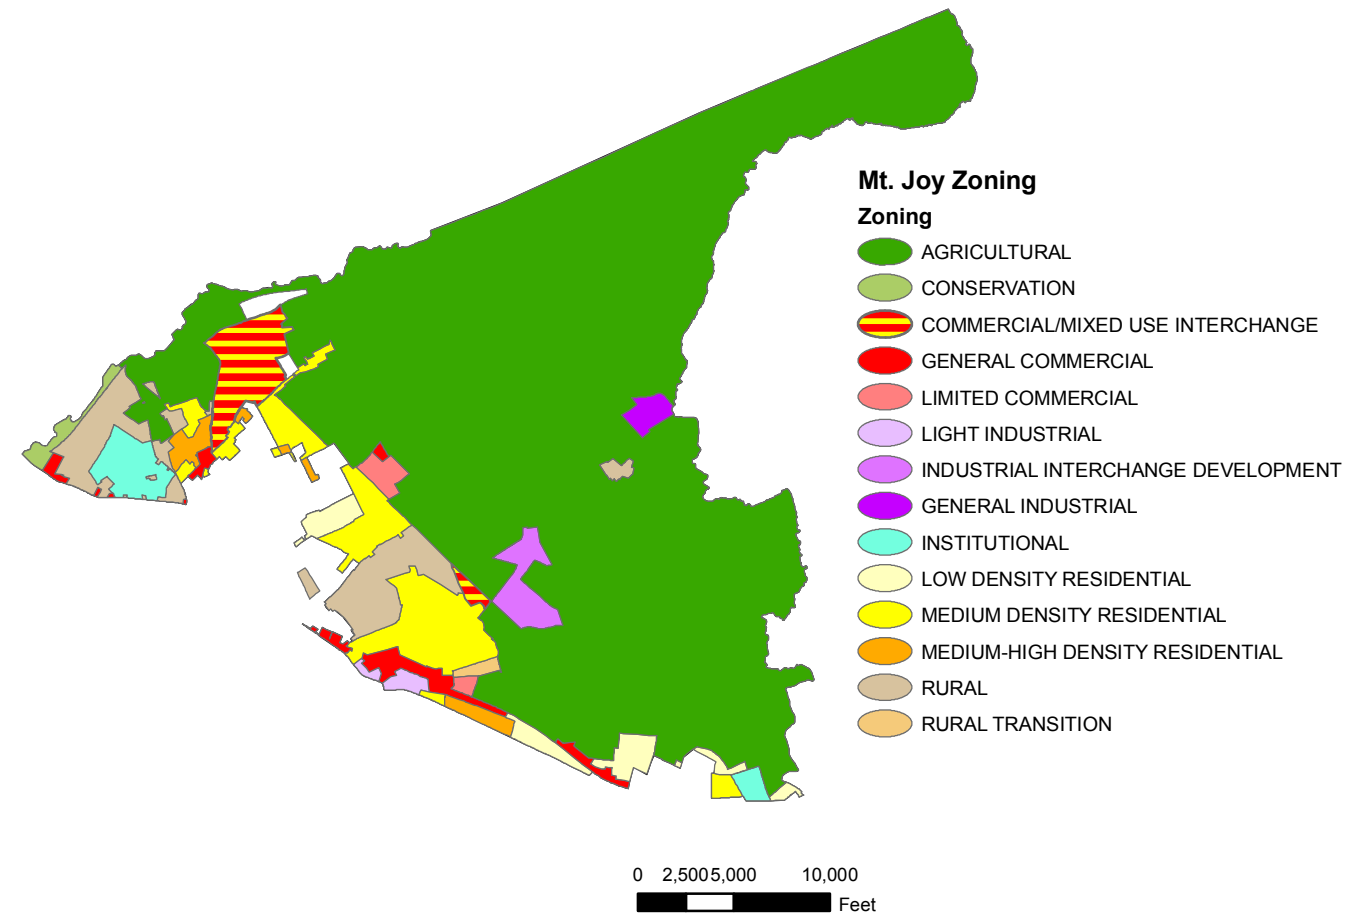 Mt. Joy Zoning
Zoning
AGRICULTURAL
CONSERVATION
COMMERCIAL/MIXED USE INTERCHANGE
GENERAL COMMERCIAL
LIMITED COMMERCIAL
LIGHT INDUSTRIAL
INDUSTRIAL INTERCHANGE DEVELOPMENT
GENERAL INDUSTRIAL
INSTITUTIONAL
LOW DENSITY RESIDENTIAL
MEDIUM DENSITY RESIDENTIAL
MEDIUM-HIGH DENSITY RESIDENTIAL
RURAL
RURAL TRANSITION
0 2,500 5,000 10,000
Feet